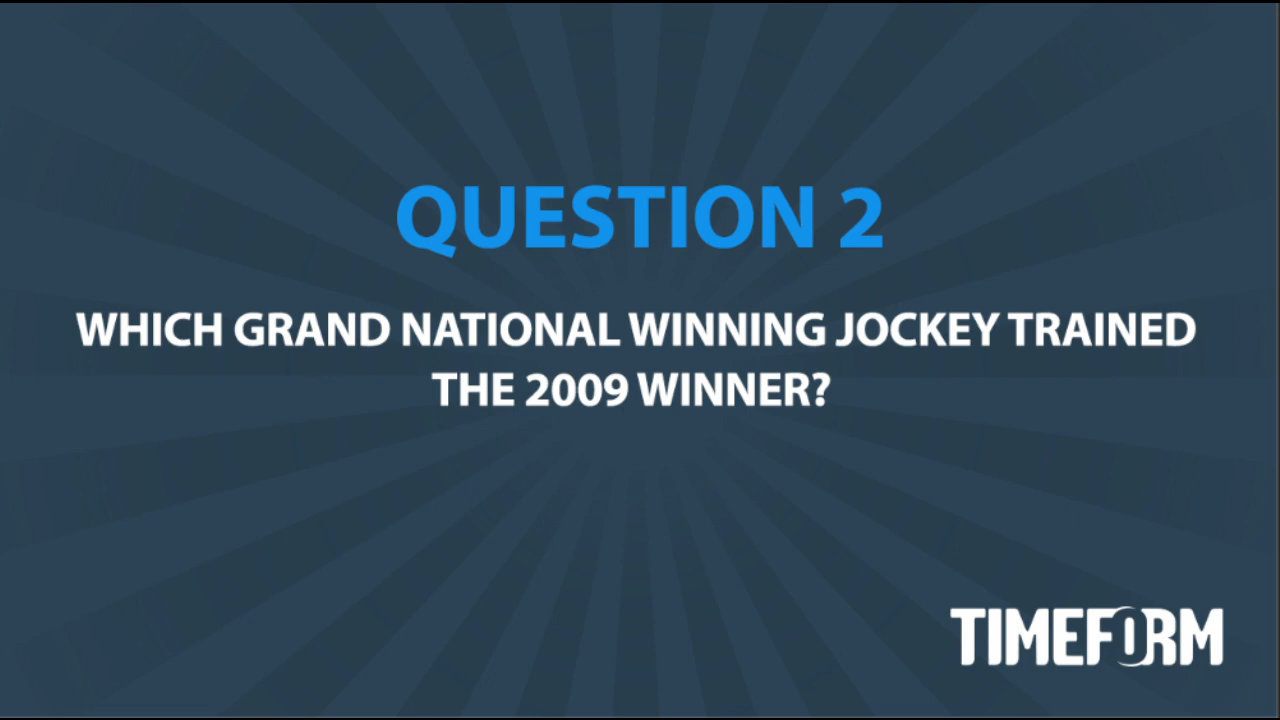 QUESTION 2
WHICH GRAND NATIONAL WINNING JOCKEY TRAINED
THE 2009 WINNER?
TIMEFORM